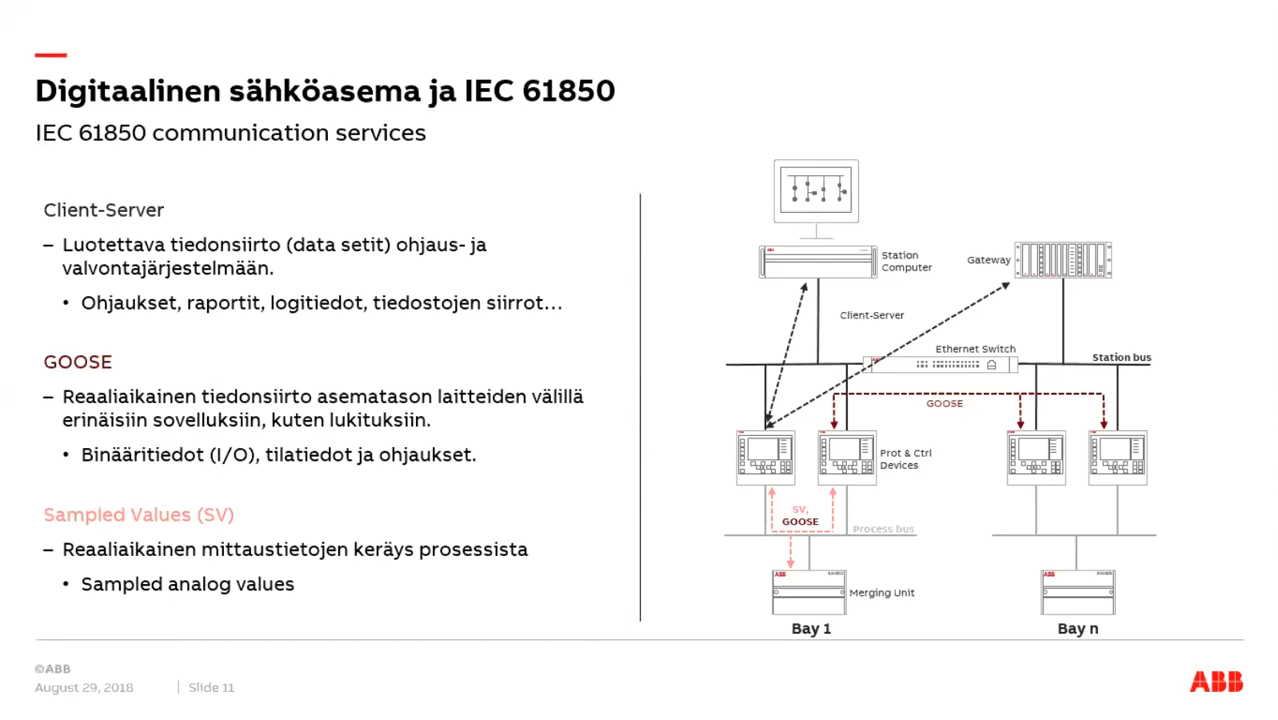 Digitaalinen sähköasema ja IEC 61850
IEC 61850 communication services
Client-Server
– Luotettava tiedonsiirto (data setit) ohjaus- ja
valvontajärjestelmään.
• Ohjaukset, raportit, logitiedot, tiedostojen siirrot…
GOOSE
– Reaaliaikainen tiedonsiirto asematason laitteiden välillä
erinäisiin sovelluksiin, kuten lukituksiin.
• Binääritiedot (I/O), tilatiedot ja ohjaukset.
Sampled Values (SV)
– Reaaliaikainen mittaustietojen keräys prosessista
• Sampled analog values
ABB
Station
Computer
Gateway
Client-Server
Ethernet Switch
Station bus
GOOSE
Prot & Ctrl
Devices
SV,
GOOSE
Process bus
ABB
ABB
Merging Unit
Bay 1
Bay n
©ABB
August 29, 2018
Slide 11
ABB